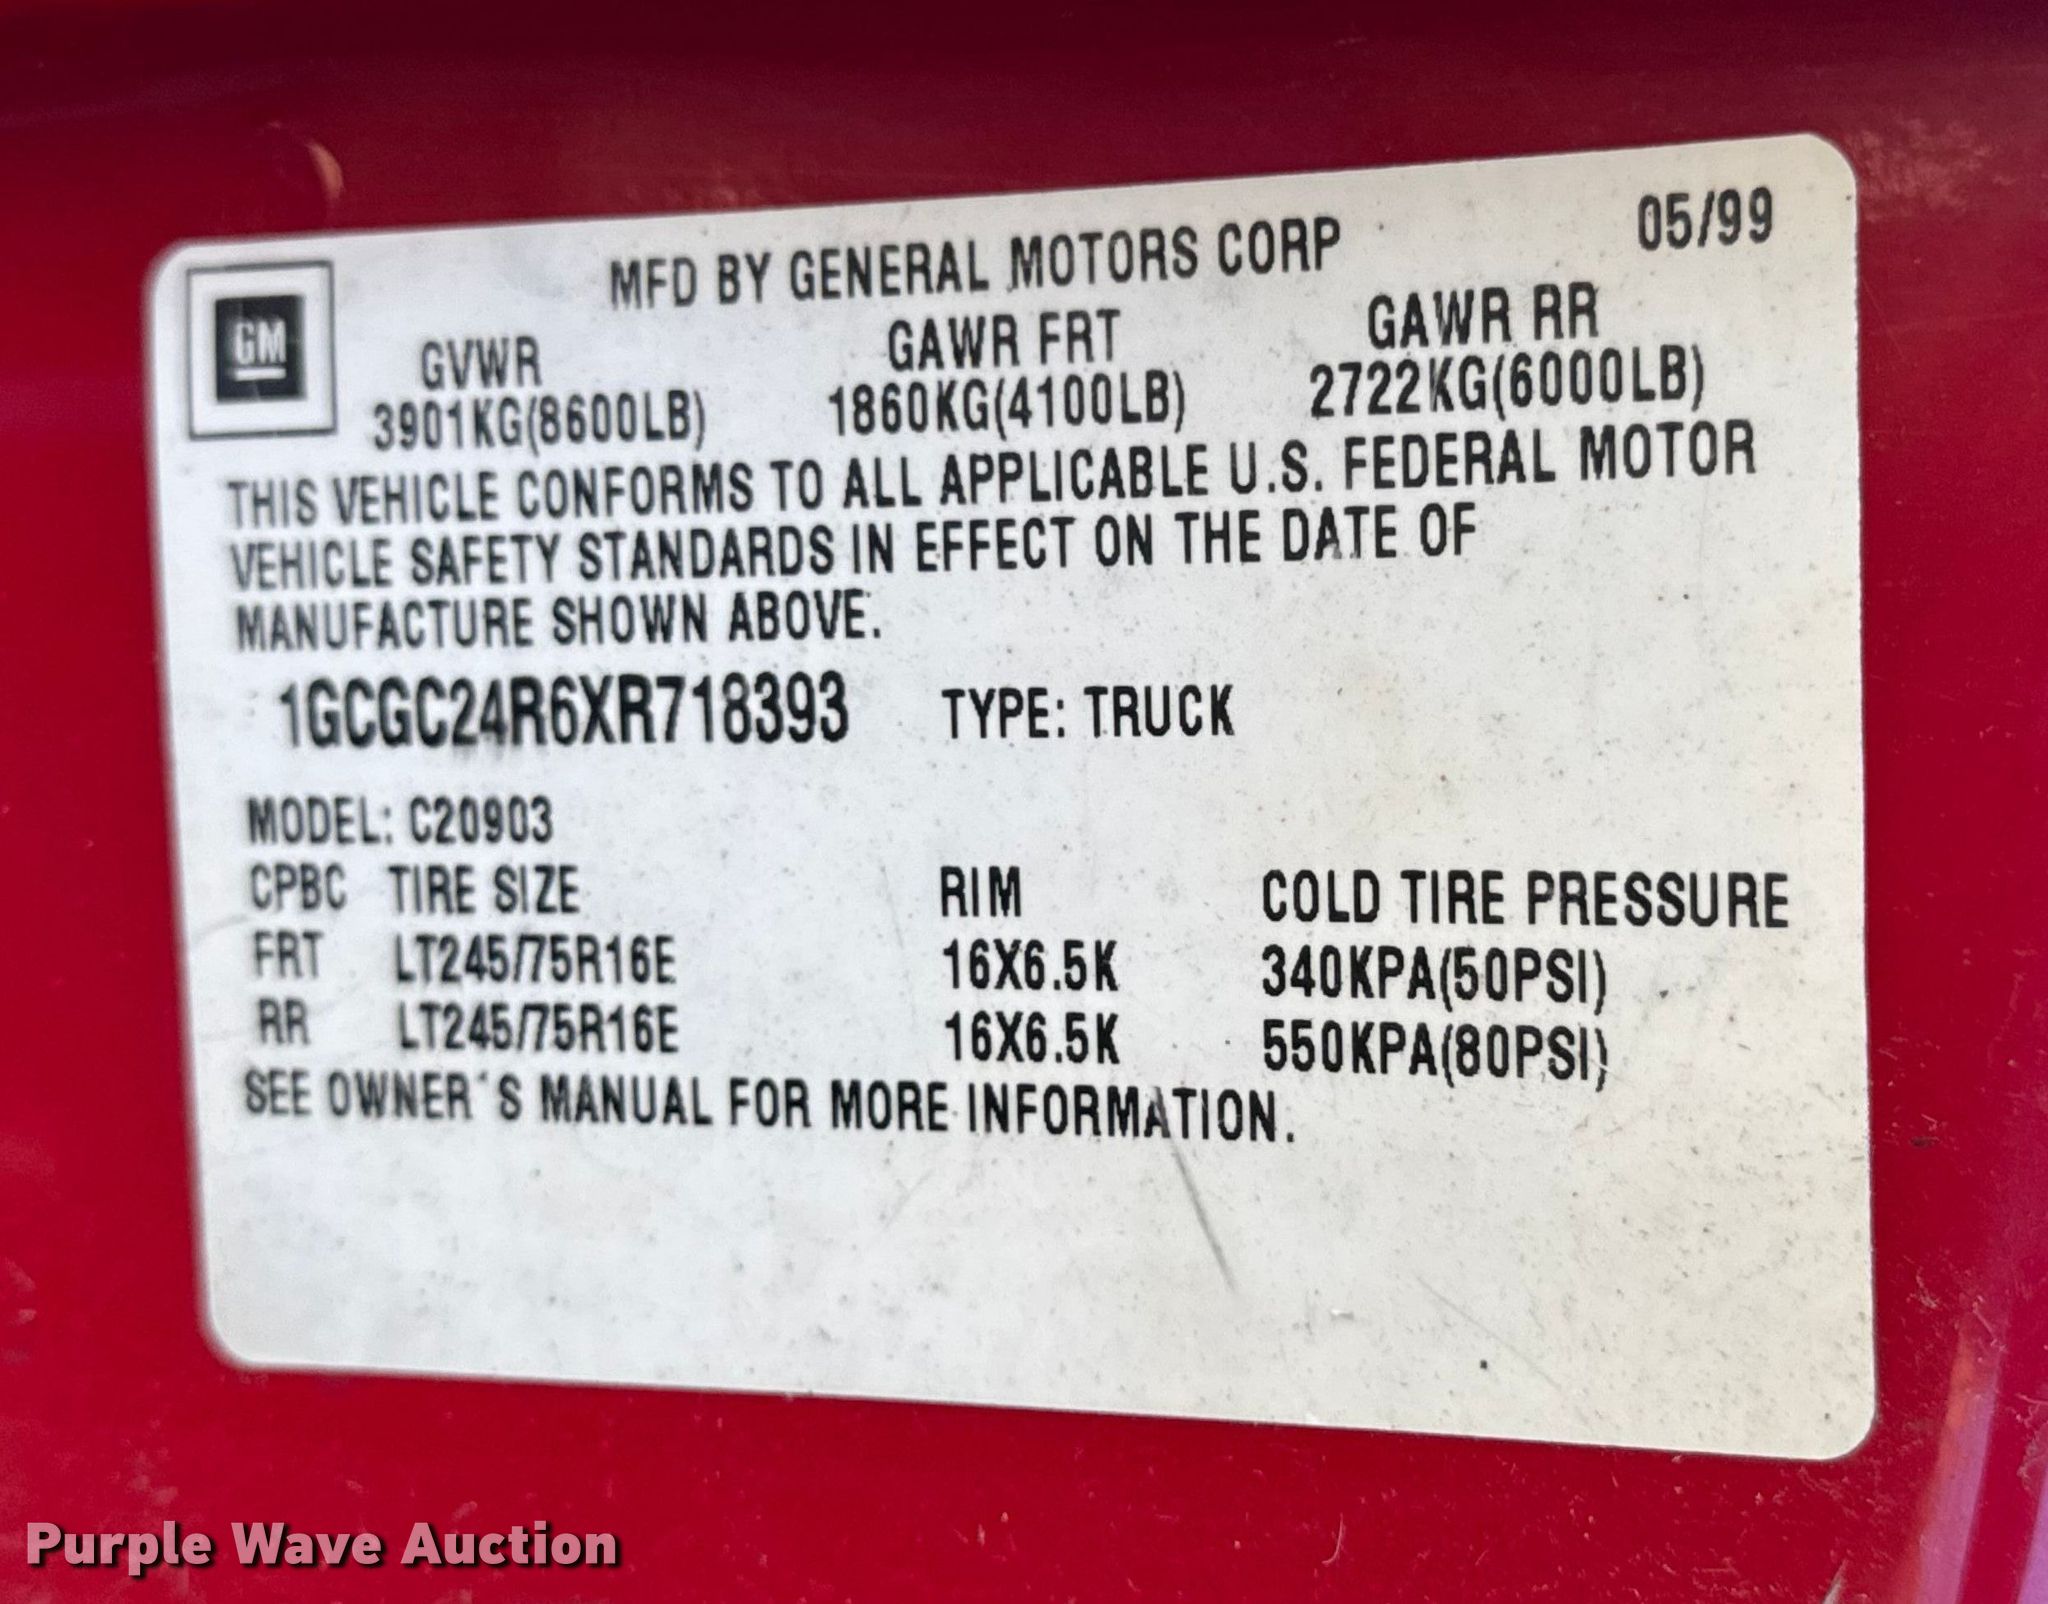 MFD BY GENERAL MOTORS CORP 05/99
GM
GVWR GAWR FRT GAWR RR
3901KG(8600LB) 1860KG(4100LB) 2722KG(6000LB)
THIS VEHICLE CONFORMS TO ALL APPLICABLE U.S. FEDERAL MOTOR
VEHICLE SAFETY STANDARDS IN EFFECT ON THE DATE OF
MANUFACTURE SHOWN ABOVE.
1GCGC24R6XR718393 TYPE: TRUCK
MODEL: C20903
CPBC TIRE SIZE RIM COLD TIRE PRESSURE
FRT LT245/75R16E 16X6.5K 340KPA(50PSI)
RR LT245/75R16E 16X6.5K 550KPA(80PSI)
SEE OWNER´S MANUAL FOR MORE INFORMATION.
Purple Wave Auction